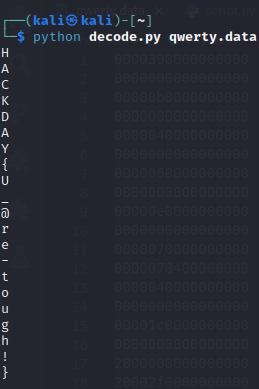 ┌──(kali㉿kali)-[~]
└─$ python decode.py qwerty.data
H
A
C
K
D
A
Y
{
U
_
@
r
e
-
t
o
u
g
h
!
}